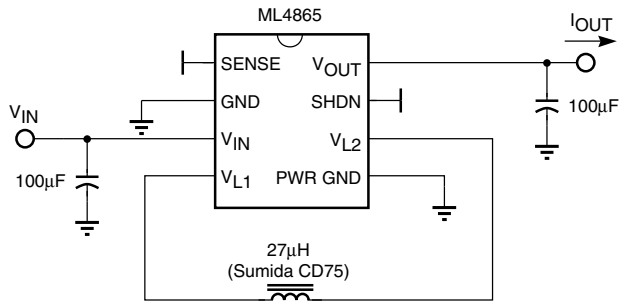 ML4865
IOUT
SENSE
VOUT
GND
SHDN
100µF
VIN
VIN
VL2
100µF
VL1
PWR GND
27µH
(Sumida CD75)